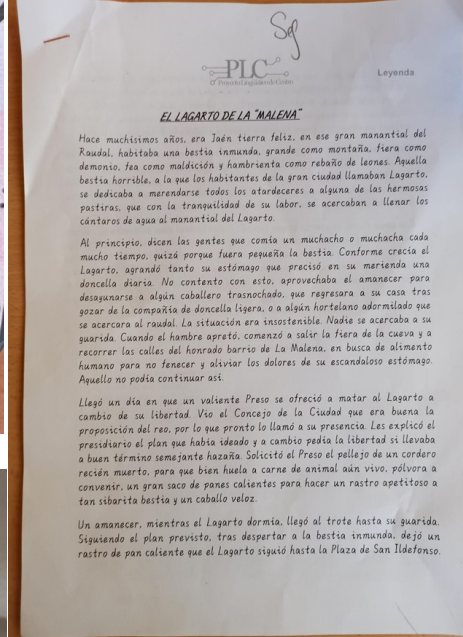 PLC
Proyecto Lingüístico de Centro
Leyenda
EL LAGARTO DE LA "MALENA"
Hace muchísimos años, era Jaén tierra feliz, en ese gran manantial del
Raudal, habitaba una bestia inmunda, grande como montaña, fiera como
demonio, fea como maldición y hambrienta como rebaño de leones. Aquella
bestia horrible, a la que los habitantes de la gran ciudad llamaban Lagarto,
se dedicaba a merendarse todos los atardeceres a alguna de las hermosas
pastiras, que con la tranquilidad de su labor, se acercaban a llenar los
cántaros de agua al manantial del Lagarto.
Al principio, dicen las gentes que comía un muchacho o muchacha cada
mucho tiempo, quizá porque fuera pequeña la bestia. Conforme crecía el
Lagarto, agrandó tanto su estómago que precisó en su merienda una
doncella diaria. No contento con esto, aprovechaba el amanecer para
desayunarse a algún caballero trasnochado, que regresara a su casa tras
gozar de la compañía de doncella ligera, o a algún hortelano adormilado que
se acercara al raudal. La situación era insostenible. Nadie se acercaba a su
guarida. Cuando el hambre apretó, comenzó a salir la fiera de la cueva y a
recorrer las calles del honrado barrio de La Malena, en busca de alimento
humano para no fenecer y aliviar los dolores de su escandaloso estómago.
Aquello no podía continuar así.
Llegó un día en que un valiente Preso se ofreció a matar al Lagarto a
cambio de su libertad. Vio el Concejo de la Ciudad que era buena la
proposición del reo, por lo que pronto lo llamó a su presencia. Les explicó el
presidiario el plan que había ideado y a cambio pedía la libertad si llevaba
a buen término semejante hazaña. Solicitó el Preso el pellejo de un cordero
recién muerto, para que bien huela a carne de animal aún vivo, pólvora a
convenir, un gran saco de panes calientes para hacer un rastro apetitoso a
tan sibarita bestia y un caballo veloz.
Un amanecer, mientras el Lagarto dormía, llegó al trote hasta su guarida.
Siguiendo el plan previsto, tras despertar a la bestia inmunda, dejó un
rastro de pan caliente que el Lagarto siguió hasta la Plaza de San Ildefonso.